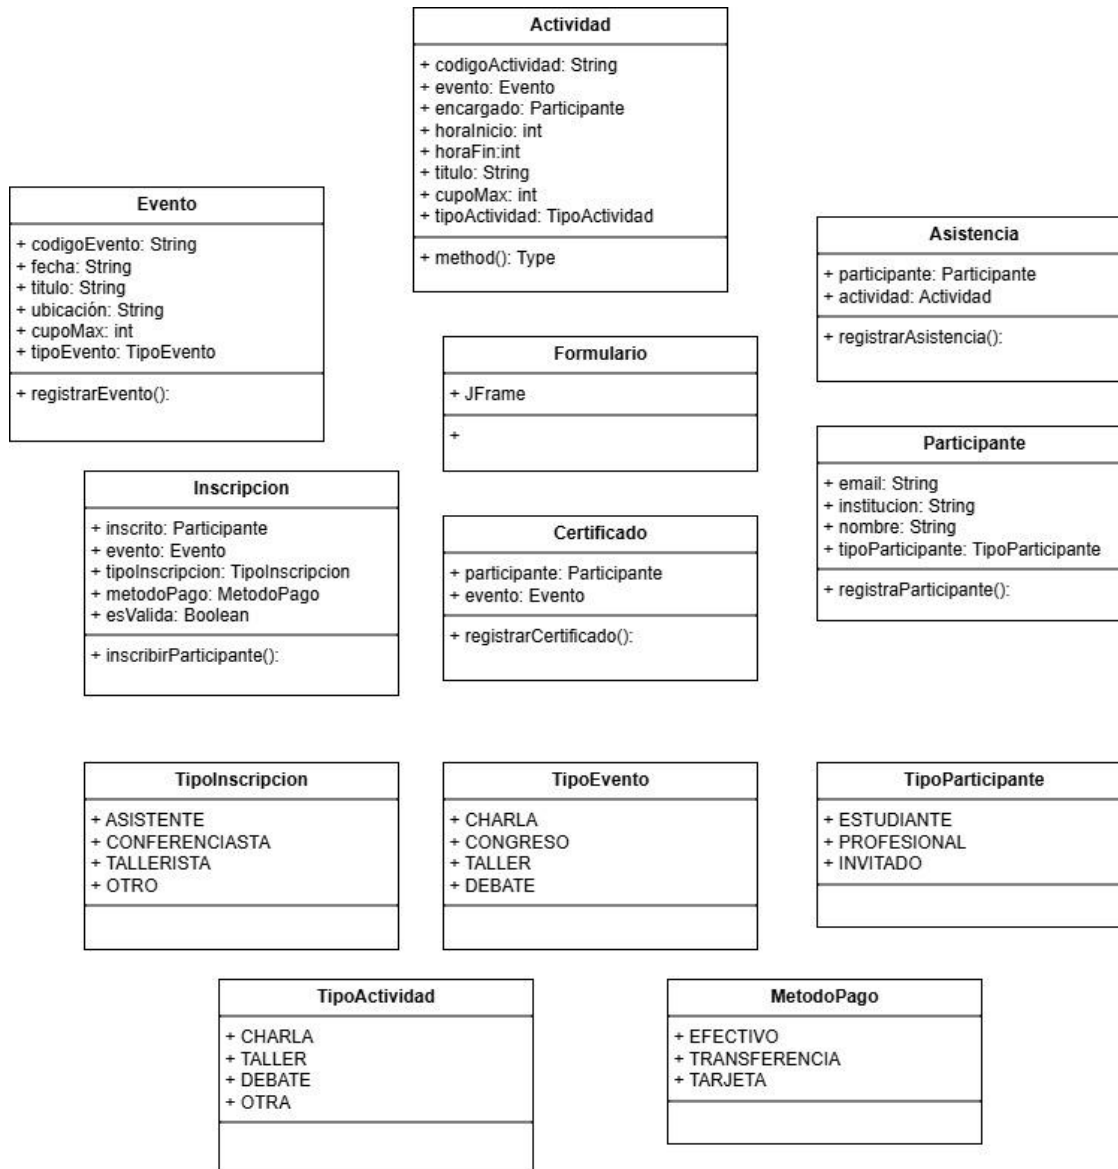 Actividad
+ codigoActividad: String
+ evento: Evento
+ encargado: Participante
+ horaInicio: int
+ horaFin:int
+ titulo: String
+ cupoMax: int
+ tipoActividad: TipoActividad
+ method(): Type
Evento
+ codigoEvento: String
+ fecha: String
+ titulo: String
+ ubicación: String
+ cupoMax: int
+ tipoEvento: TipoEvento
+ registrarEvento():
Asistencia
+ participante: Participante
+ actividad: Actividad
+ registrarAsistencia():
Formulario
+ JFrame
+
Participante
+ email: String
+ institucion: String
+ nombre: String
+ tipoParticipante: TipoParticipante
+ registraParticipante():
Inscripcion
+ inscrito: Participante
+ evento: Evento
+ tipoInscripcion: TipoInscripcion
+ metodoPago: MetodoPago
+ esValida: Boolean
+ inscribirParticipante():
Certificado
+ participante: Participante
+ evento: Evento
+ registrarCertificado():
TipoInscripcion
+ ASISTENTE
+ CONFERENCIASTA
+ TALLERISTA
+ OTRO
TipoEvento
+ CHARLA
+ CONGRESO
+ TALLER
+ DEBATE
TipoParticipante
+ ESTUDIANTE
+ PROFESIONAL
+ INVITADO
TipoActividad
+ CHARLA
+ TALLER
+ DEBATE
+ OTRA
MetodoPago
+ EFECTIVO
+ TRANSFERENCIA
+ TARJETA